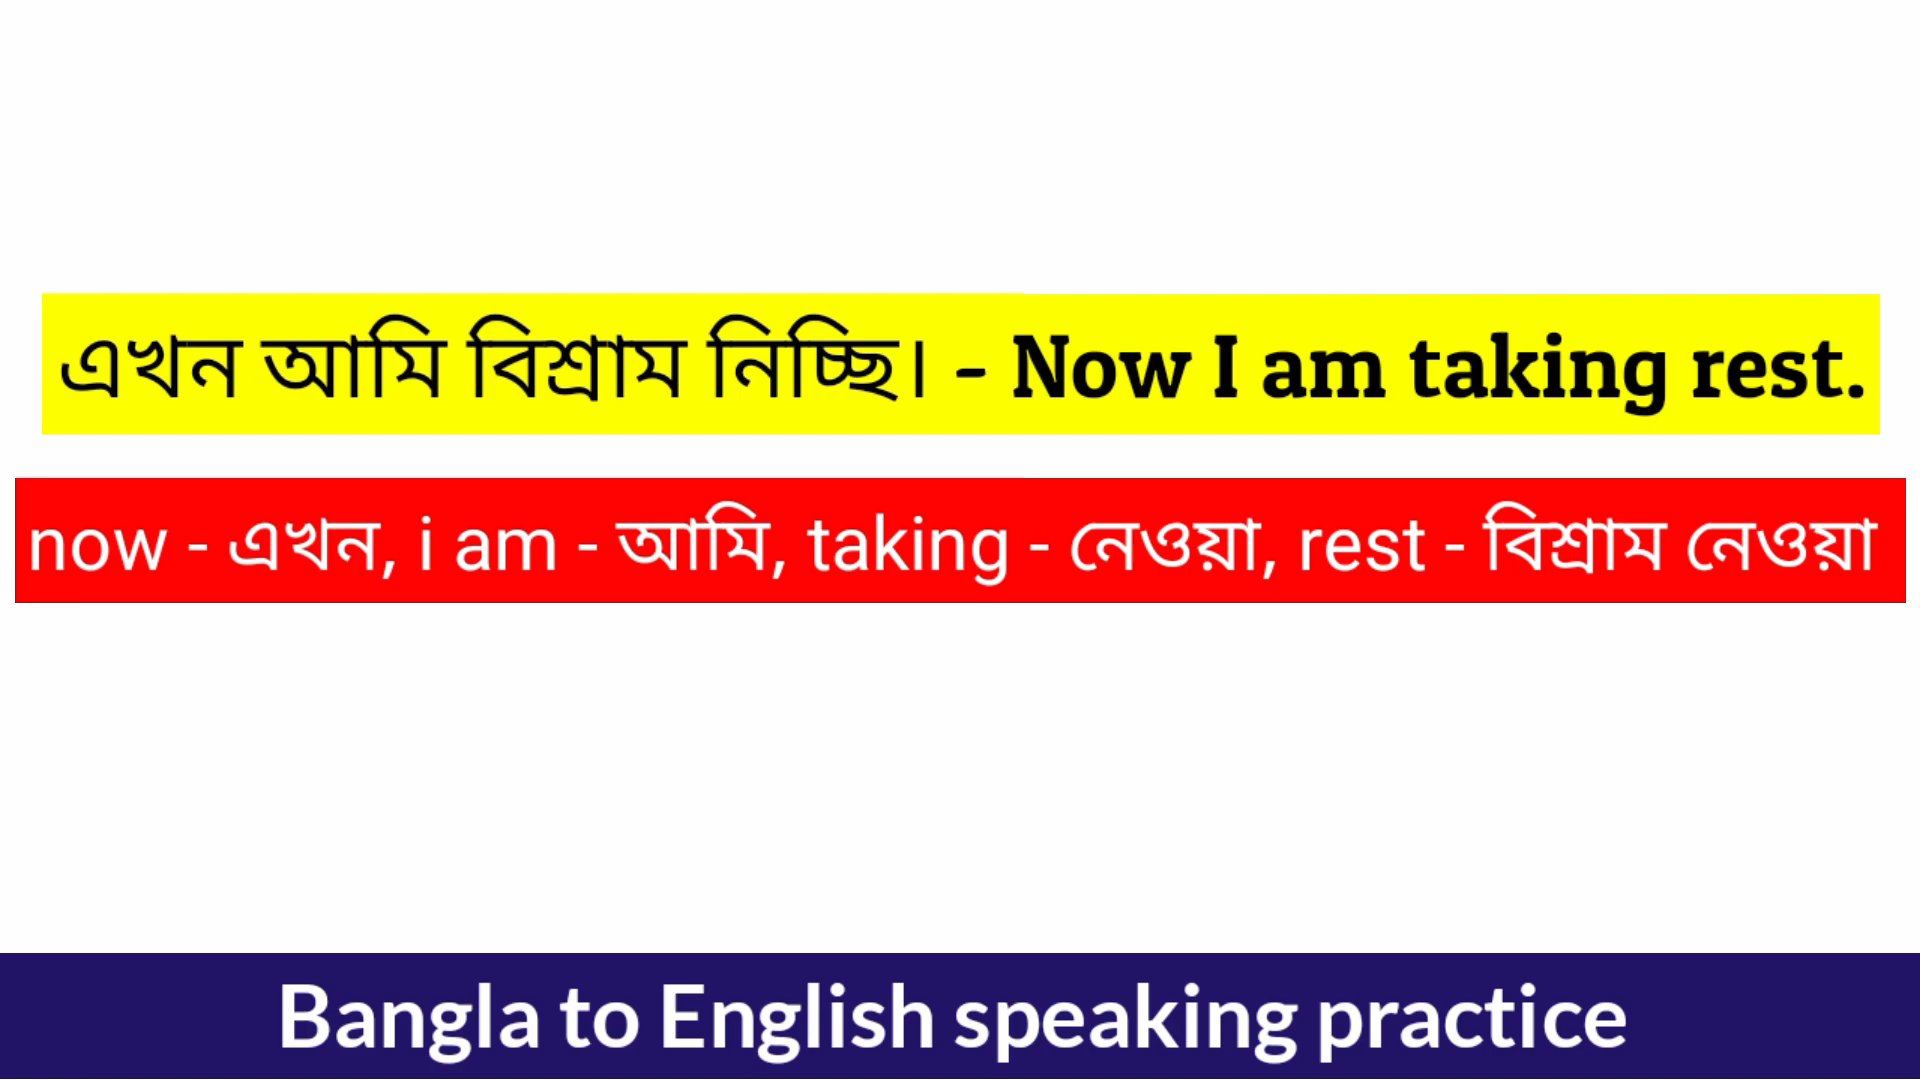 এখন আমি বিশ্রাম নিচ্ছি। - Now I am taking rest.
now - এখন, i am - আমি, taking - নেওয়া, rest - বিশ্রাম নেওয়া
Bangla to English speaking practice